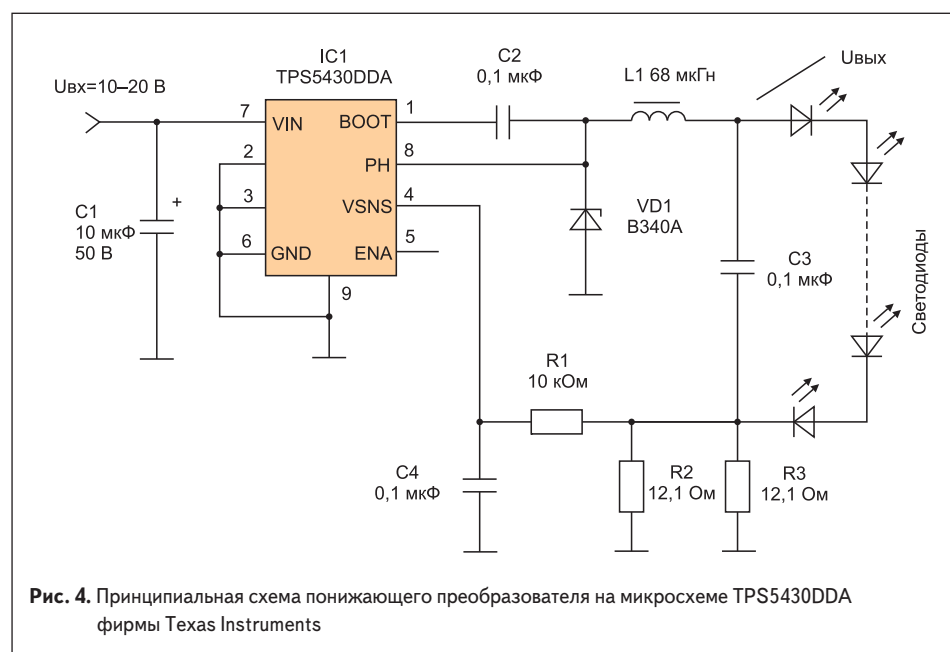 IC1
TPS5430DDA
Uвх=10–20 В
7
VIN
BOOT
1
C2
0,1 мкФ
L1 68 мкГн
Uвых
2
PH
8
3
VSNS
4
6
GND
ENA
5
9
C1
10 мкФ
50 В
+
VD1
B340A
C3
0,1 мкФ
Светодиоды
R1
10 кОм
C4
0,1 мкФ
R2
12,1 Ом
R3
12,1 Ом
Рис. 4. Принципиальная схема понижающего преобразователя на микросхеме TPS5430DDA
фирмы Texas Instruments